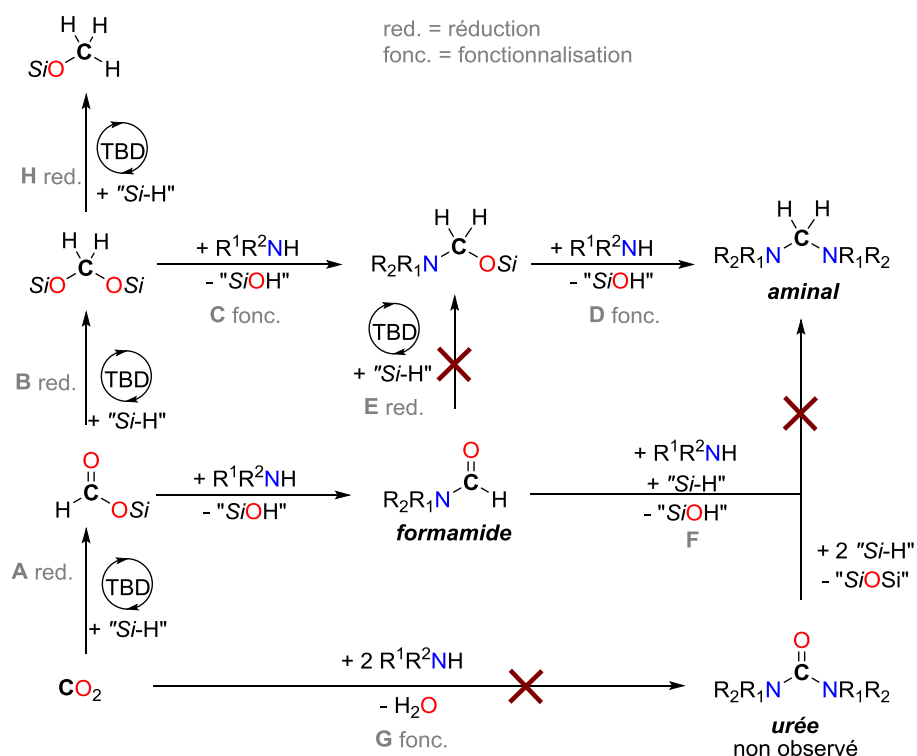 red. = réduction
fonc. = fonctionnalisation
H H
C
SiO H
TBD
H red.
+ "Si-H"
H H
C
SiO OSi
+ R¹R²NH
- "SiOH"
C fonc.
H H
C
R₂R₁N OSi
+ R¹R²NH
- "SiOH"
D fonc.
H H
C
R₂R₁N NR₁R₂
aminal
TBD
B red.
+ "Si-H"
TBD
+ "Si-H"
E red.
O
C
H OSi
+ R¹R²NH
- "SiOH"
O
C
R₂R₁N H
formamide
+ R¹R²NH
+ "Si-H"
- "SiOH"
F
+ 2 "Si-H"
- "SiOSi"
A red.
TBD
+ "Si-H"
CO₂
+ 2 R¹R²NH
- H₂O
G fonc.
O
C
R₂R₁N NR₁R₂
urée
non observé